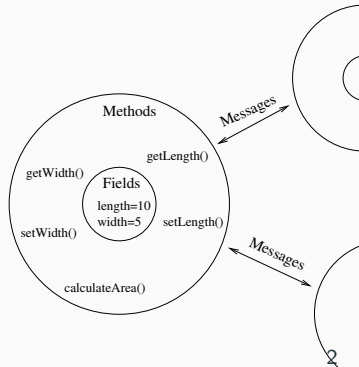 Messages
Methods
getLength()
getWidth()
Fields
length=10
width=5
setLength()
setWidth()
Messages
calculateArea()
2